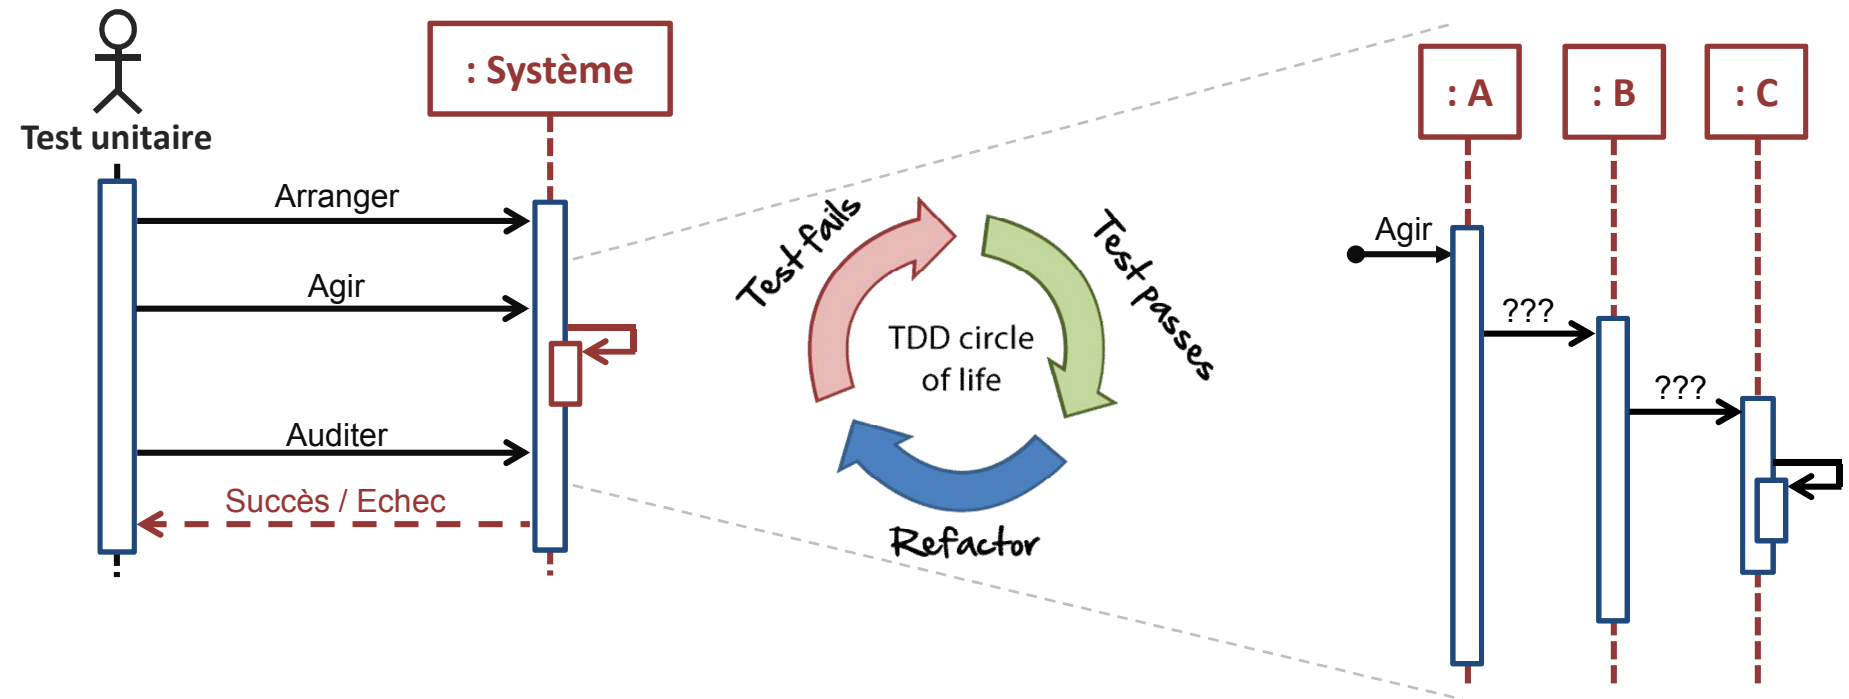 Test unitaire
: Système
Arranger
Agir
Auditer
Succès / Echec
Test fails
Test passes
TDD circle
of life
Refactor
: A
: B
: C
Agir
???
???